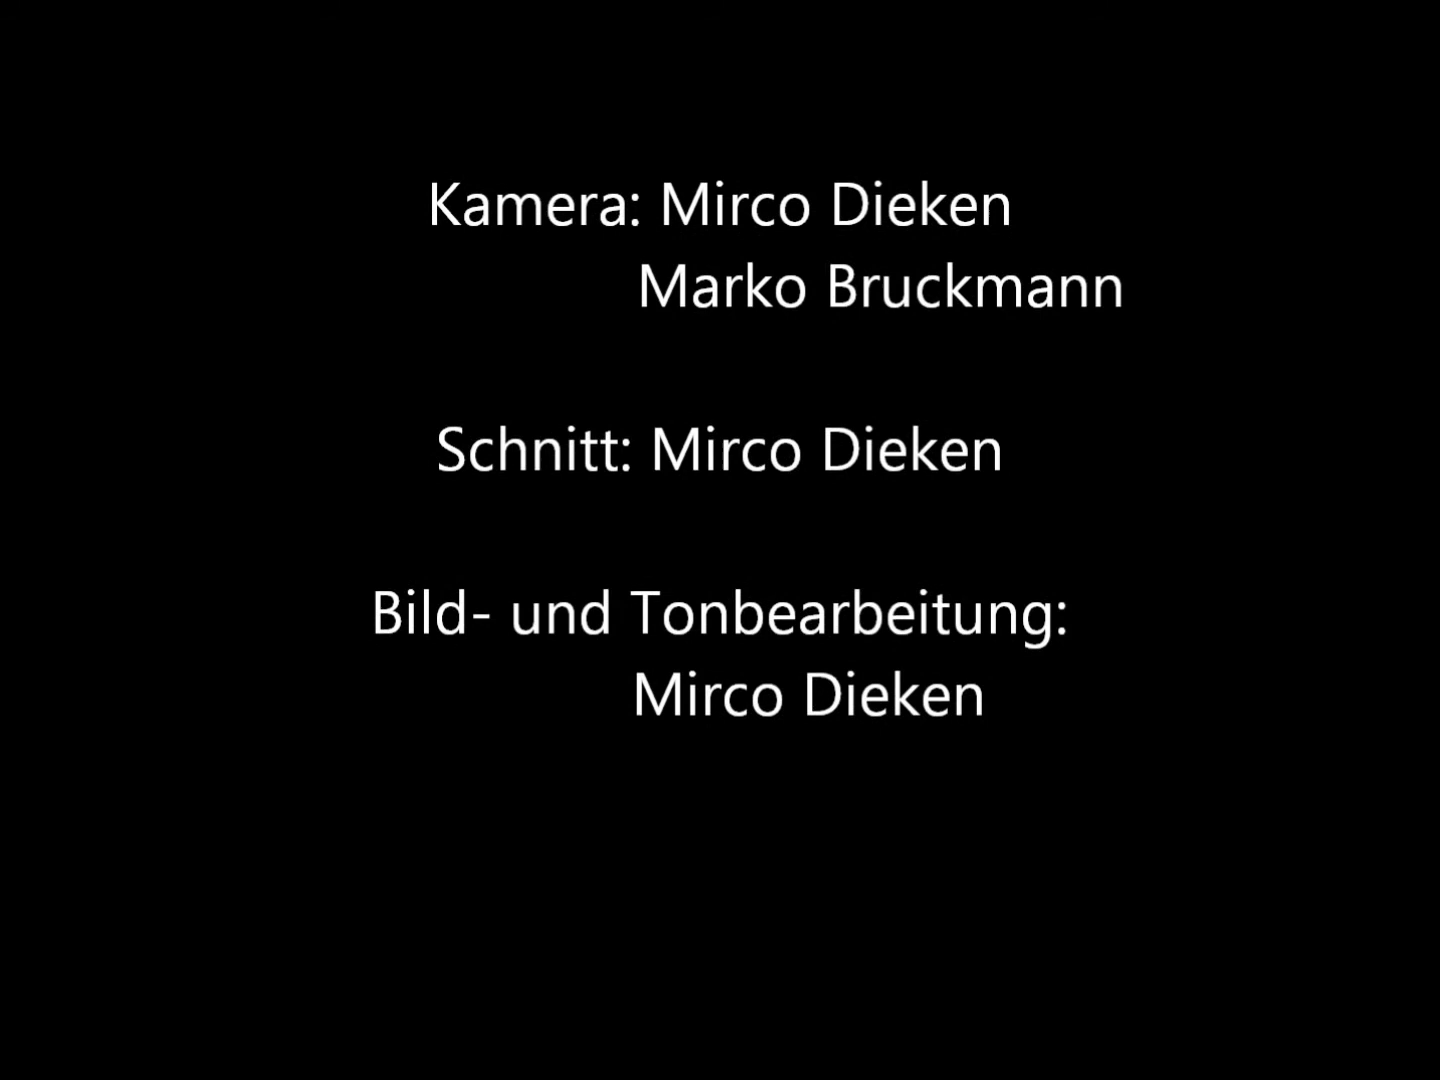 Kamera: Mirco Dieken
Marko Bruckmann
Schnitt: Mirco Dieken
Bild- und Tonbearbeitung:
Mirco Dieken